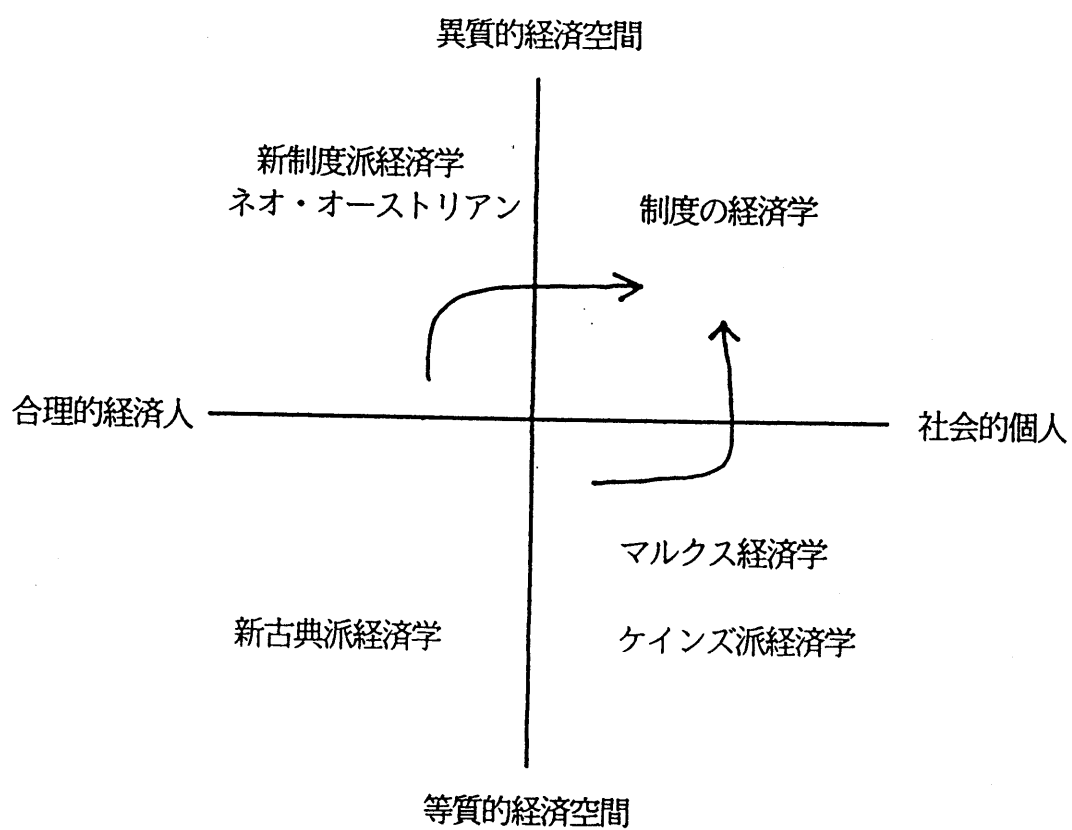 異質的経済空間
新制度派経済学
ネオ・オーストリアン
制度の経済学
合理的経済人
社会的個人
マルクス経済学
新古典派経済学
ケインズ派経済学
等質的経済空間